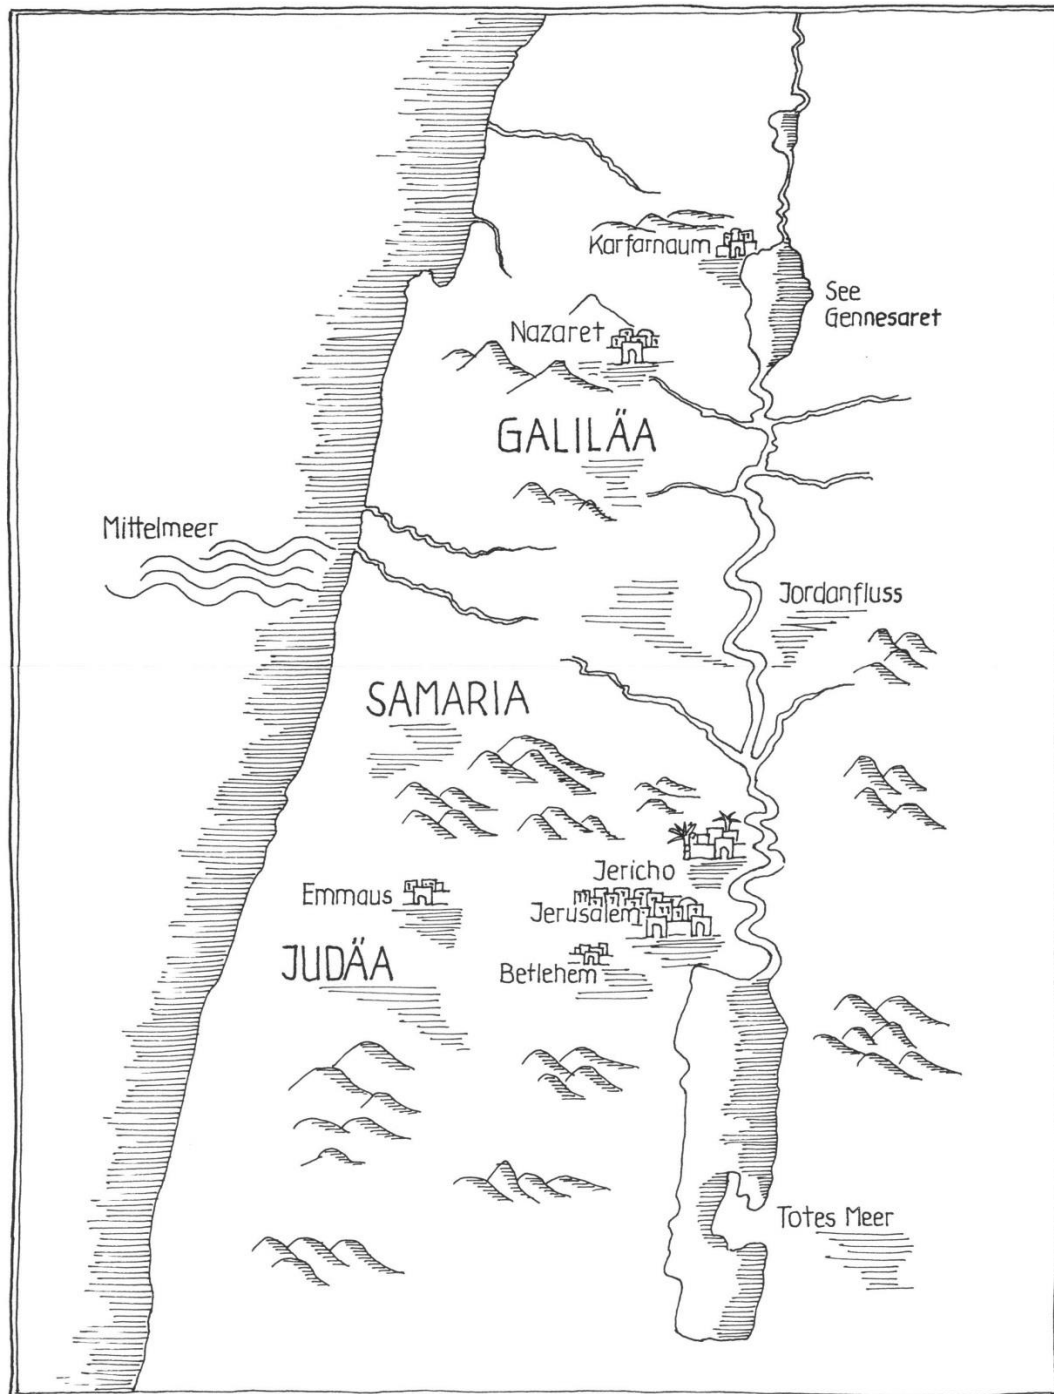 Karfarnaum
See
Gennesaret
Nazaret
GALILÄA
Mittelmeer
Jordanfluss
SAMARIA
Jericho
Emmaus
Jerusalem
JUDÄA
Betlehem
Totes Meer